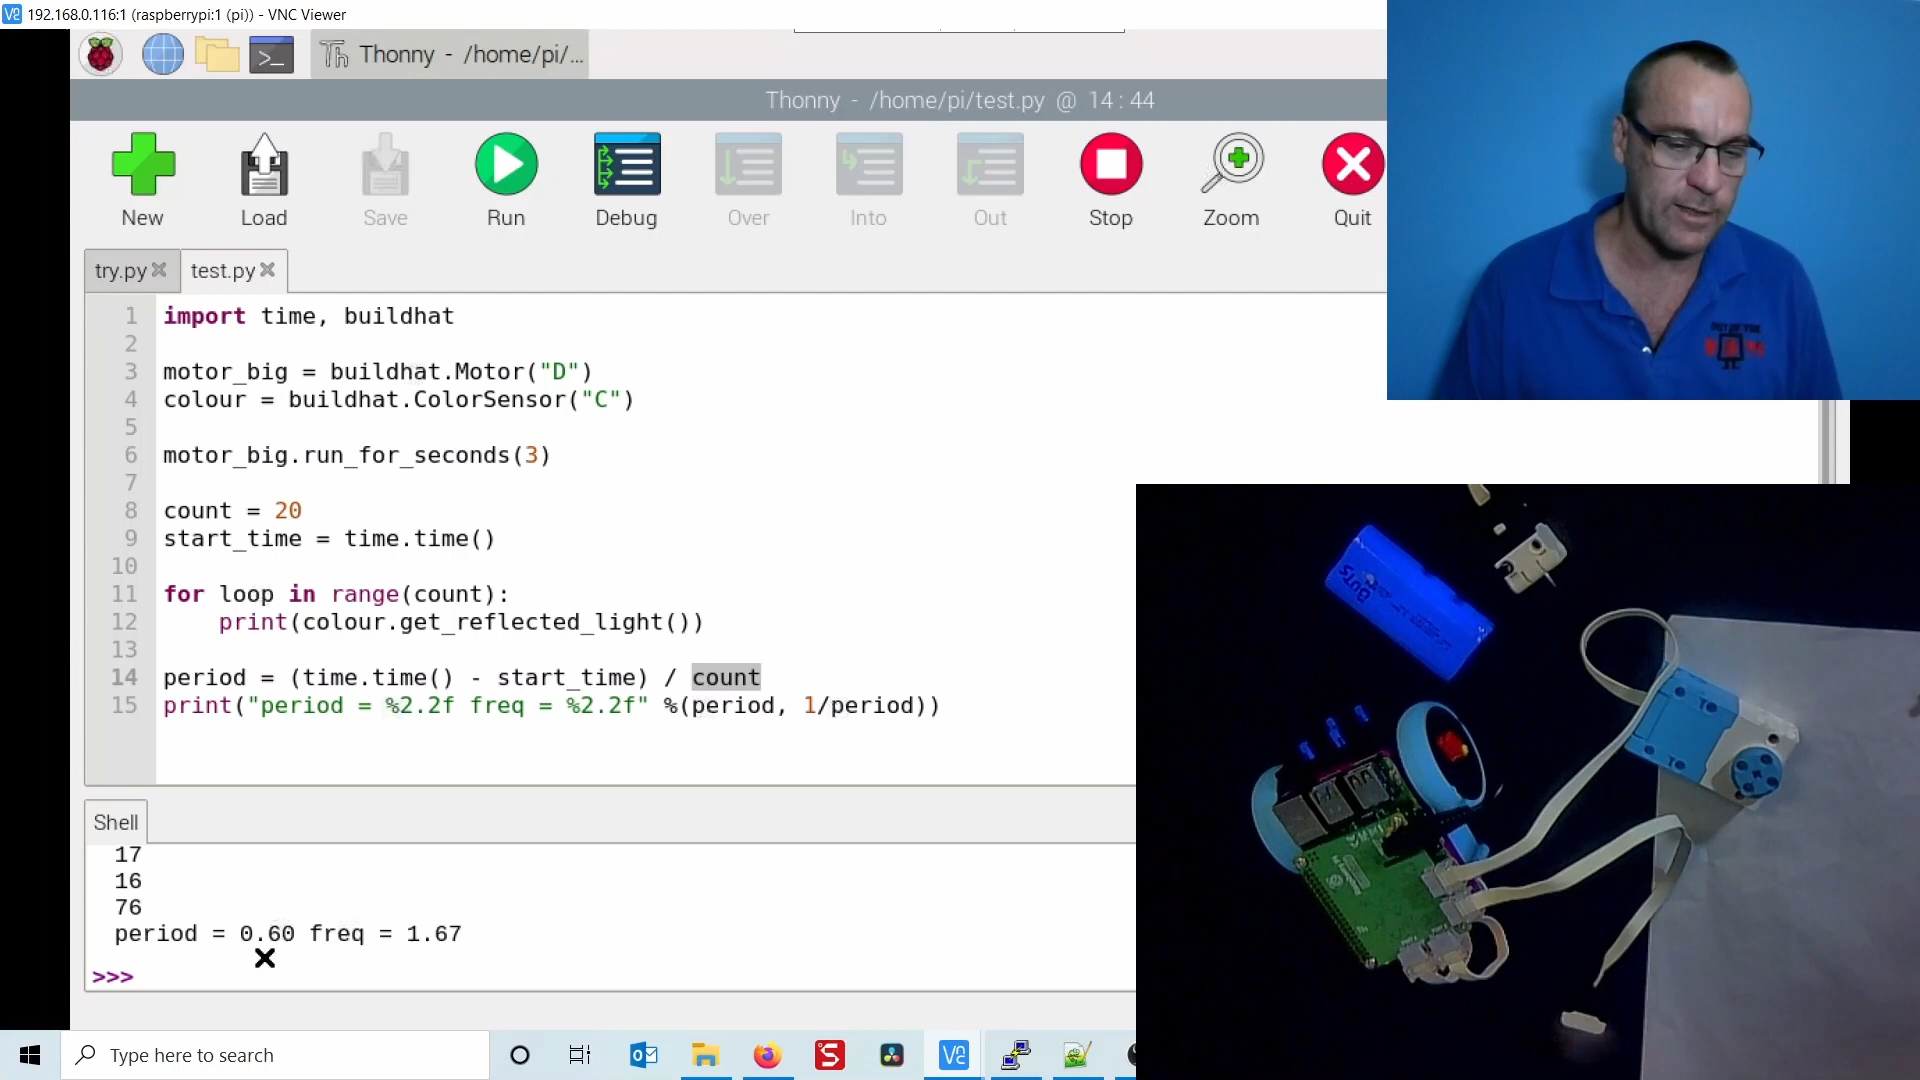 192.168.0.116:1 (raspberrypi:1 (pi)) - VNC Viewer
Thonny - /home/pi/...
Thonny - /home/pi/test.py @ 14 : 44
New
Load
Save
Run
Debug
Over
Into
Out
Stop
Zoom
Quit
try.py
test.py
1 import time, buildhat
2
3 motor_big = buildhat.Motor("D")
4 colour = buildhat.ColorSensor("C")
5
6 motor_big.run_for_seconds(3)
7
8 count = 20
9 start_time = time.time()
10
11 for loop in range(count):
12 print(colour.get_reflected_light())
13
14 period = (time.time() - start_time) / count
15 print("period = %2.2f freq = %2.2f" %(period, 1/period))
Shell
17
16
76
period = 0.60 freq = 1.67
>>>
Type here to search